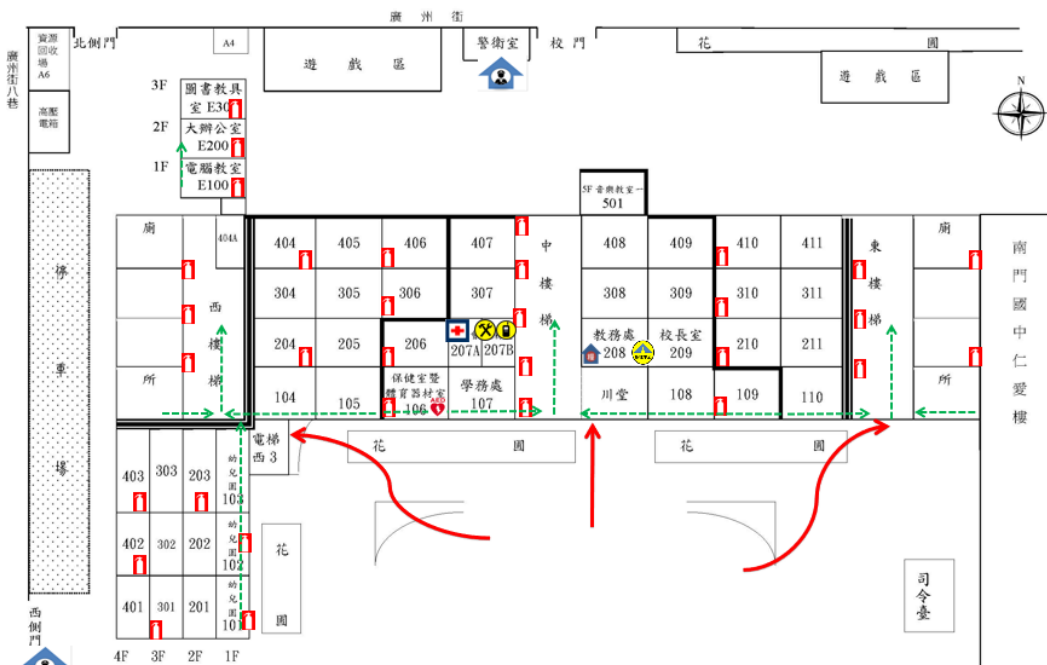 廣州街
北側門
資源
回收
場
A6
A4
遊戲區
警衛室
校門
花園
遊戲區
廣州街八巷
高壓
電箱
N
3F
圖書教具
室 E30
2F
大辦公室
E200
1F
電腦教室
E100
5F 音樂教室一
501
廁
404A
404
405
406
407
中樓梯
408
409
410
411
東樓梯
廁
南門國中仁愛樓
停車場
西樓梯
304
305
306
307
308
309
310
311
204
205
206
207A
207B
教務處
208
校長室
209
210
211
所
所
104
105
保健室暨
體育器材室
106
AED
學務處
107
川堂
108
109
110
電梯
西3
花園
花園
403
303
203
幼兒園
103
402
302
202
幼兒園
102
花園
401
301
201
幼兒園
101
司令臺
西側門
4F
3F
2F
1F